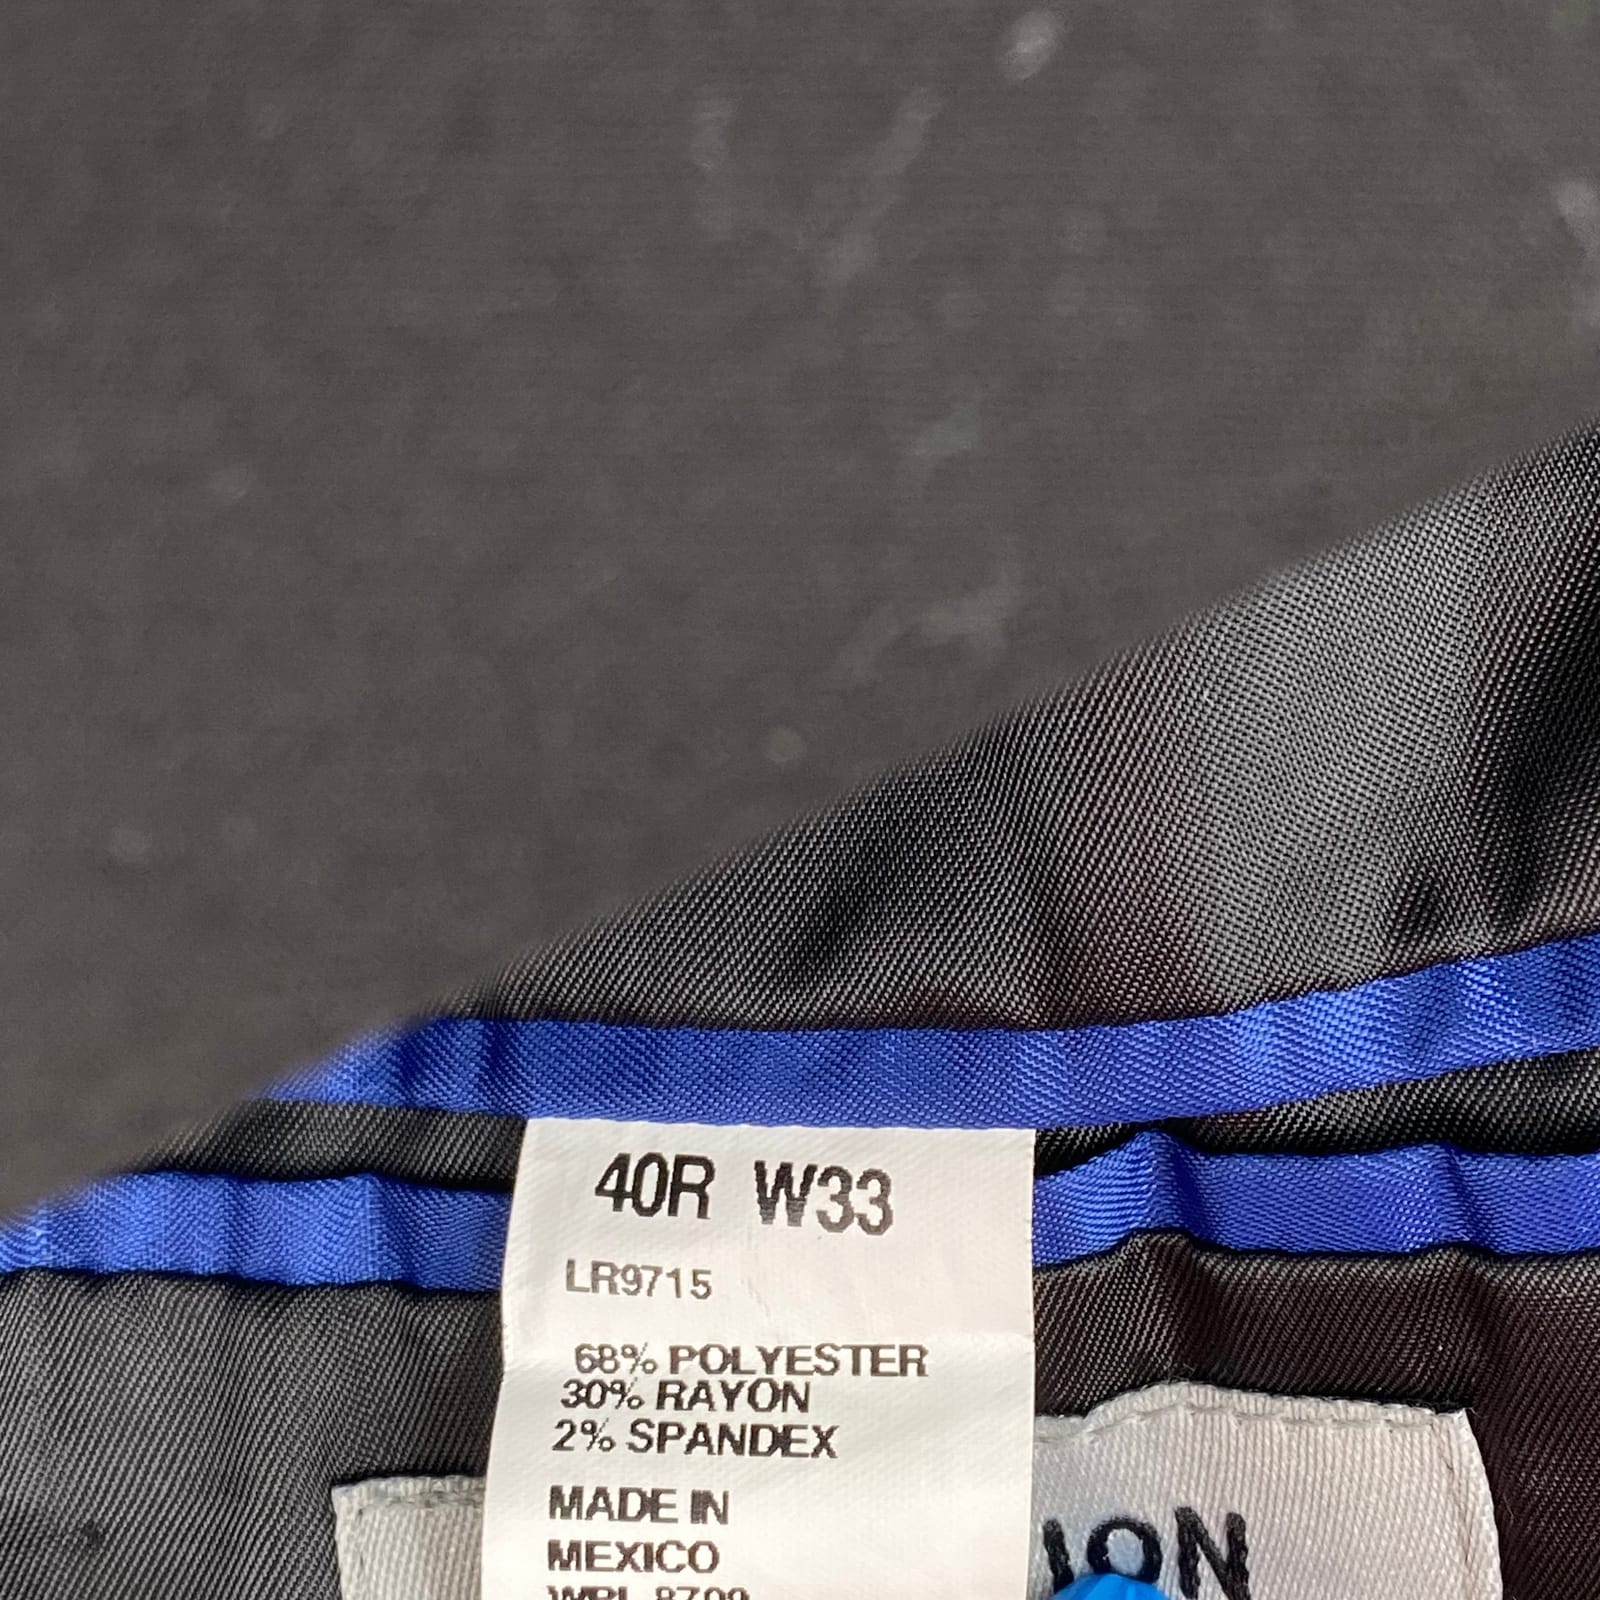 40R W33
LR9715
68% POLYESTER
30% RAYON
2% SPANDEX
MADE IN
MEXICO